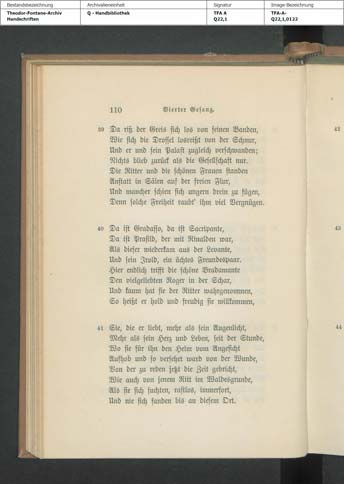 Bestandsbezeichnung
Archivalieneinheit
Signatur
Image-Bezeichnung
Theodor-Fontane-Archiv
Handschriften
Q - Handbibliothek
TFA A
Q22,1
TFA-A-
Q22,1,0123
110 Vierter Gesang.
39 Da riß der Greis sich los von seinen Banden,
Wie sich die Drossel losreißt von der Schnur,
Und er und sein Palast zugleich verschwanden;
Nichts blieb zurück als die Gesellschaft nur.
Die Ritter und die schönen Frauen standen
Anstatt in Sälen auf der freien Flur,
Und mancher schien sich ungern drein zu fügen,
Denn solche Freiheit raubt' ihm viel Vergnügen.
40 Da ist Gradasso, da ist Sacripante,
Da ist Prasild, der mit Rinalden war,
Als dieser wiederkam aus der Levante,
Und sein Irold, ein ächtes Freundespaar.
Hier endlich trifft die schöne Bradamante
Den vielgeliebten Roger in der Schar,
Und kaum hat sie der Ritter wahrgenommen,
So heißt er hold und freudig sie willkommen,
41 Sie, die er liebt, mehr als sein Augenlicht,
Mehr als sein Herz und Leben, seit der Stunde,
Wo sie für ihn den Helm vom Angesicht
Aufhob und so versehrt ward von der Wunde,
Von der zu reden jetzt die Zeit gebricht,
Wie auch von jenem Ritt im Waldesgrunde,
Als sie sich suchten, rastlos, immerfort,
Und nie sich fanden bis an diesem Ort.
42
43
44